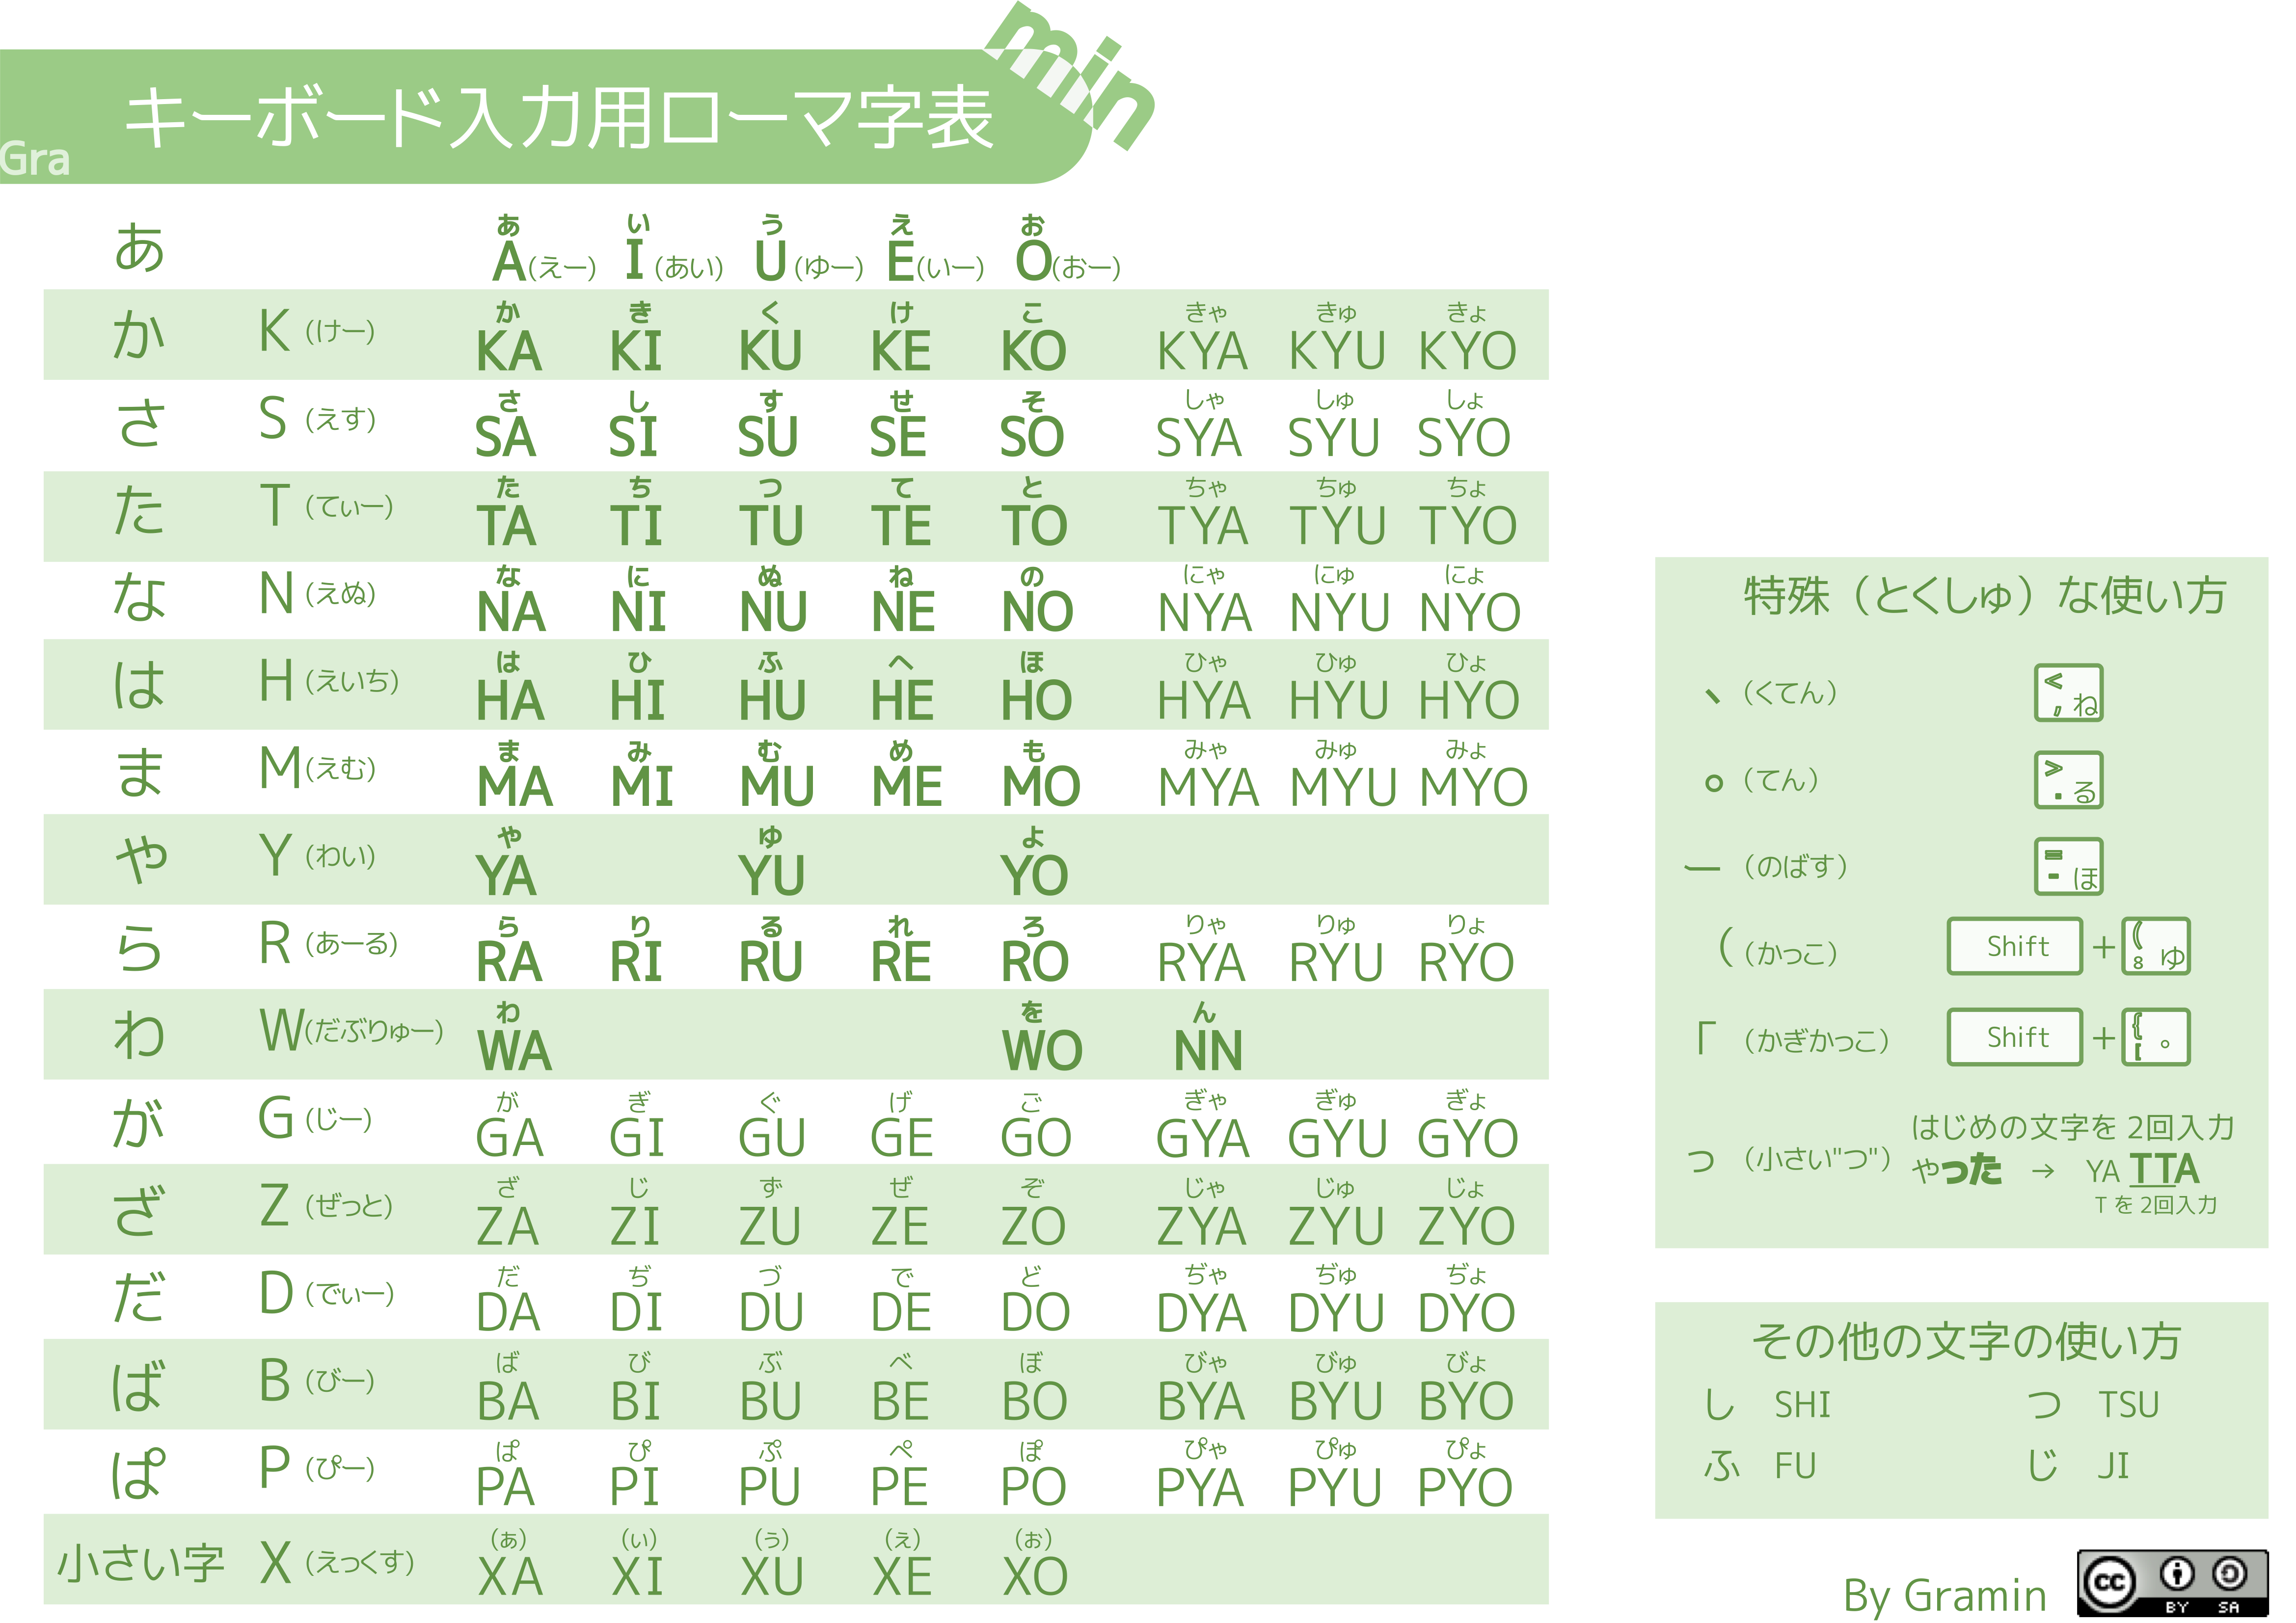 Gramin
キーボード入力用ローマ字表
あ あ い う え お
A(えー) I(あい) U(ゆー) E(いー) O(おー)
か K(けー) か き く け こ きゃ きゅ きょ
KA KI KU KE KO KYA KYU KYO
さ S(えす) さ し す せ そ しゃ しゅ しょ
SA SI SU SE SO SYA SYU SYO
た T(てぃー) た ち つ て と ちゃ ちゅ ちょ
TA TI TU TE TO TYA TYU TYO
な N(えぬ) な に ぬ ね の にゃ にゅ にょ
NA NI NU NE NO NYA NYU NYO
は H(えいち) は ひ ふ へ ほ ひゃ ひゅ ひょ
HA HI HU HE HO HYA HYU HYO
ま M(えむ) ま み む め も みゃ みゅ みょ
MA MI MU ME MO MYA MYU MYO
や Y(わい) や ゆ よ
YA YU YO
ら R(あーる) ら り る れ ろ りゃ りゅ りょ
RA RI RU RE RO RYA RYU RYO
わ W(だぶりゅー) わ を ん
WA WO NN
が G(じー) が ぎ ぐ げ ご ぎゃ ぎゅ ぎょ
GA GI GU GE GO GYA GYU GYO
ざ Z(ぜっと) ざ じ ず ぜ ぞ じゃ じゅ じょ
ZA ZI ZU ZE ZO ZYA ZYU ZYO
だ D(でぃー) だ ぢ づ で ど ぢゃ ぢゅ ぢょ
DA DI DU DE DO DYA DYU DYO
ば B(びー) ば び ぶ べ ぼ びゃ びゅ びょ
BA BI BU BE BO BYA BYU BYO
ぱ P(ぴー) ぱ ぴ ぷ ぺ ぽ ぴゃ ぴゅ ぴょ
PA PI PU PE PO PYA PYU PYO
小さい字 X(えっくす) (ぁ) (ぃ) (ぅ) (ぇ) (ぉ)
XA XI XU XE XO
特殊（とくしゅ）な使い方
、（くてん） < , ね
。（てん） > . る
ー（のばす） = - ほ
（（かっこ） Shift + ( 8 ゆ
「（かぎかっこ） Shift + { [ 。
はじめの文字を 2回入力
っ（小さい"つ"） やった → YA TTA
T を 2回入力
その他の文字の使い方
し SHI つ TSU
ふ FU じ JI
By Gramin cc BY SA